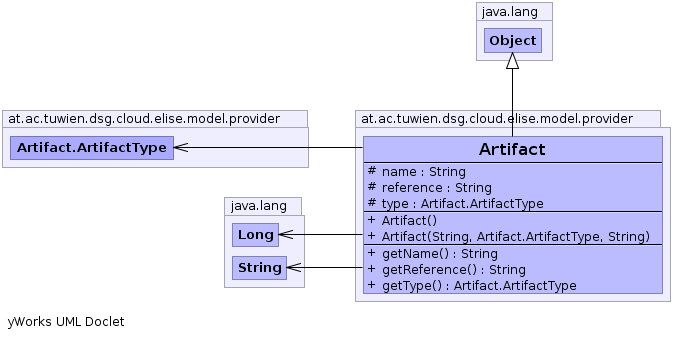 java.lang
Object
at.ac.tuwien.dsg.cloud.elise.model.provider
Artifact.ArtifactType
at.ac.tuwien.dsg.cloud.elise.model.provider
Artifact
# name : String
# reference : String
# type : Artifact.ArtifactType
+ Artifact()
+ Artifact(String, Artifact.ArtifactType, String)
+ getName() : String
+ getReference() : String
+ getType() : Artifact.ArtifactType
java.lang
Long
String
yWorks UML Doclet